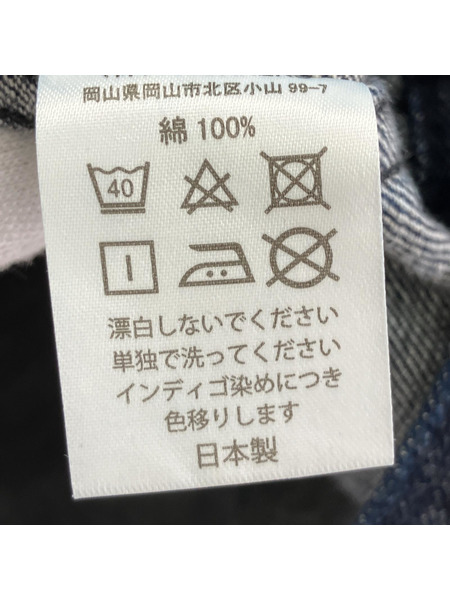 岡山県岡山市北区小山 99-7
綿 100%
40
漂白しないでください
単独で洗ってください
インディゴ染めにつき
色移りします
日本製